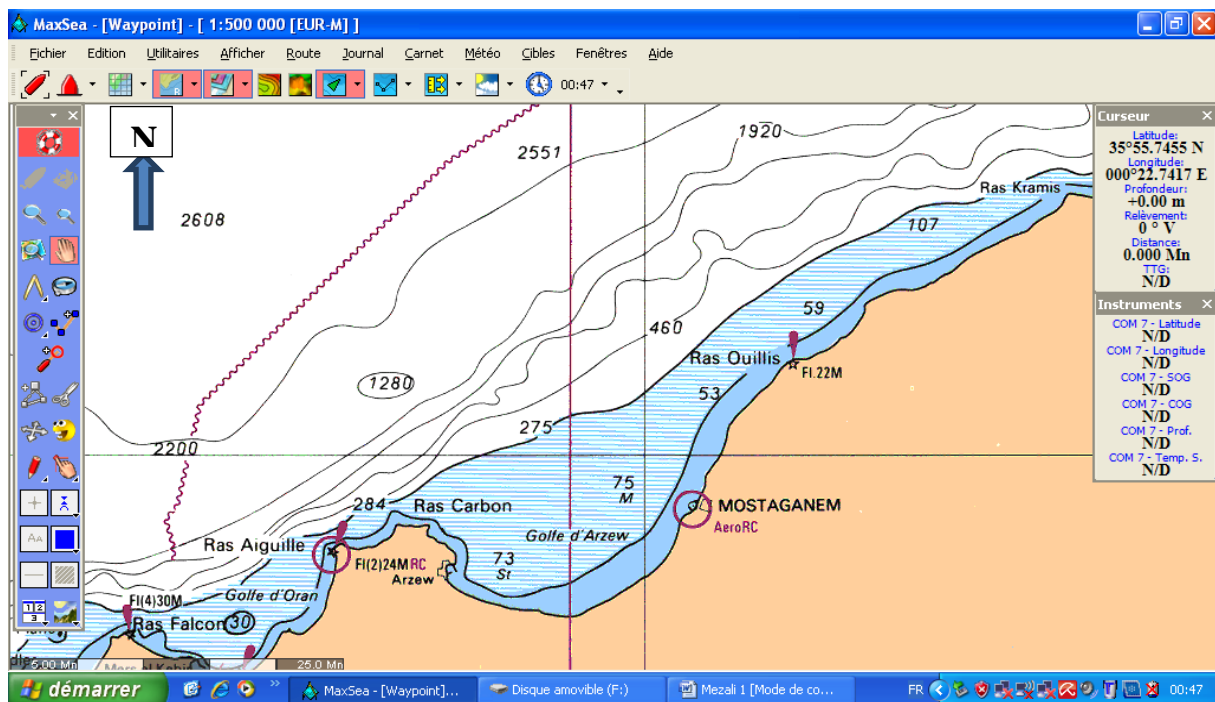 MaxSea - [Waypoint] - [ 1:500 000 [EUR-M] ]
Fichier Edition Utilitaires Afficher Route Journal Carnet Météo Cibles Fenêtres Aide
00:47
N
Curseur
Latitude:
35°55.7455 N
Longitude:
000°22.7417 E
Profondeur:
+0.00 m
Relèvement:
0 ° V
Distance:
0.000 Mn
TTG:
N/D
Instruments
COM 7 - Latitude
N/D
COM 7 - Longitude
N/D
COM 7 - SOG
N/D
COM 7 - COG
N/D
COM 7 - Prof.
N/D
COM 7 - Temp. S.
N/D
1920
2551
Ras Kramis
2608
107
59
460
Ras Ouillis
Fl.22M
1280
53
275
2200
75
M
284
Ras Carbon
MOSTAGANEM
AeroRC
Golfe d'Arzew
Ras Aiguille
Fl(2)24M RC
73
St
Arzew
Fl(4)30M
Golfe d'Oran
Ras Falcon
30
5.00 Mn
25.0 Mn
AA
1 2
3
démarrer
MaxSea - [Waypoint]...
Disque amovible (F:)
Mezali 1 [Mode de co...
FR
00:47